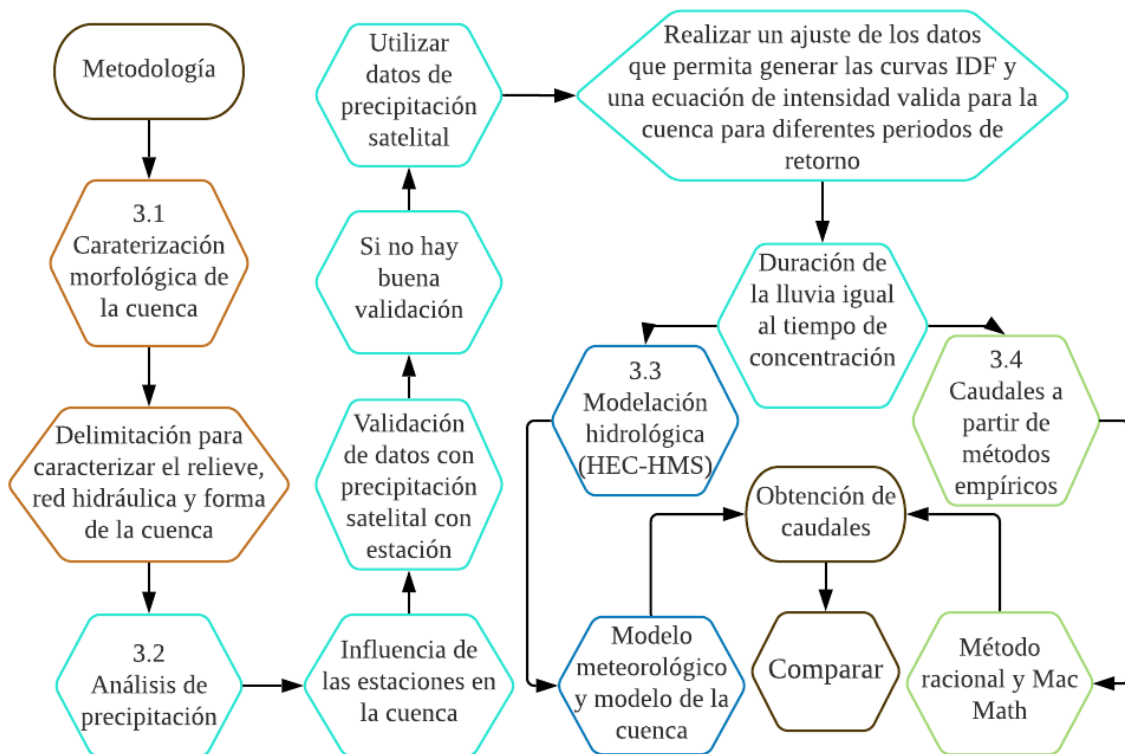 Metodología
3.1
Caraterización
morfológica de
la cuenca
Delimitación para
caracterizar el relieve,
red hidráulica y forma
de la cuenca
3.2
Análisis de
precipitación
Influencia de
las estaciones en
la cuenca
Validación
de datos con
precipitación
satelital con
estación
Si no hay
buena
validación
Utilizar
datos de
precipitación
satelital
Realizar un ajuste de los datos
que permita generar las curvas IDF y
una ecuación de intensidad valida para la
cuenca para diferentes periodos de
retorno
Duración de
la lluvia igual
al tiempo de
concentración
3.3
Modelación
hidrológica
(HEC-HMS)
Modelo
meteorológico
y modelo de la
cuenca
3.4
Caudales a
partir de
métodos
empíricos
Método
racional y Mac
Math
Obtención de
caudales
Comparar